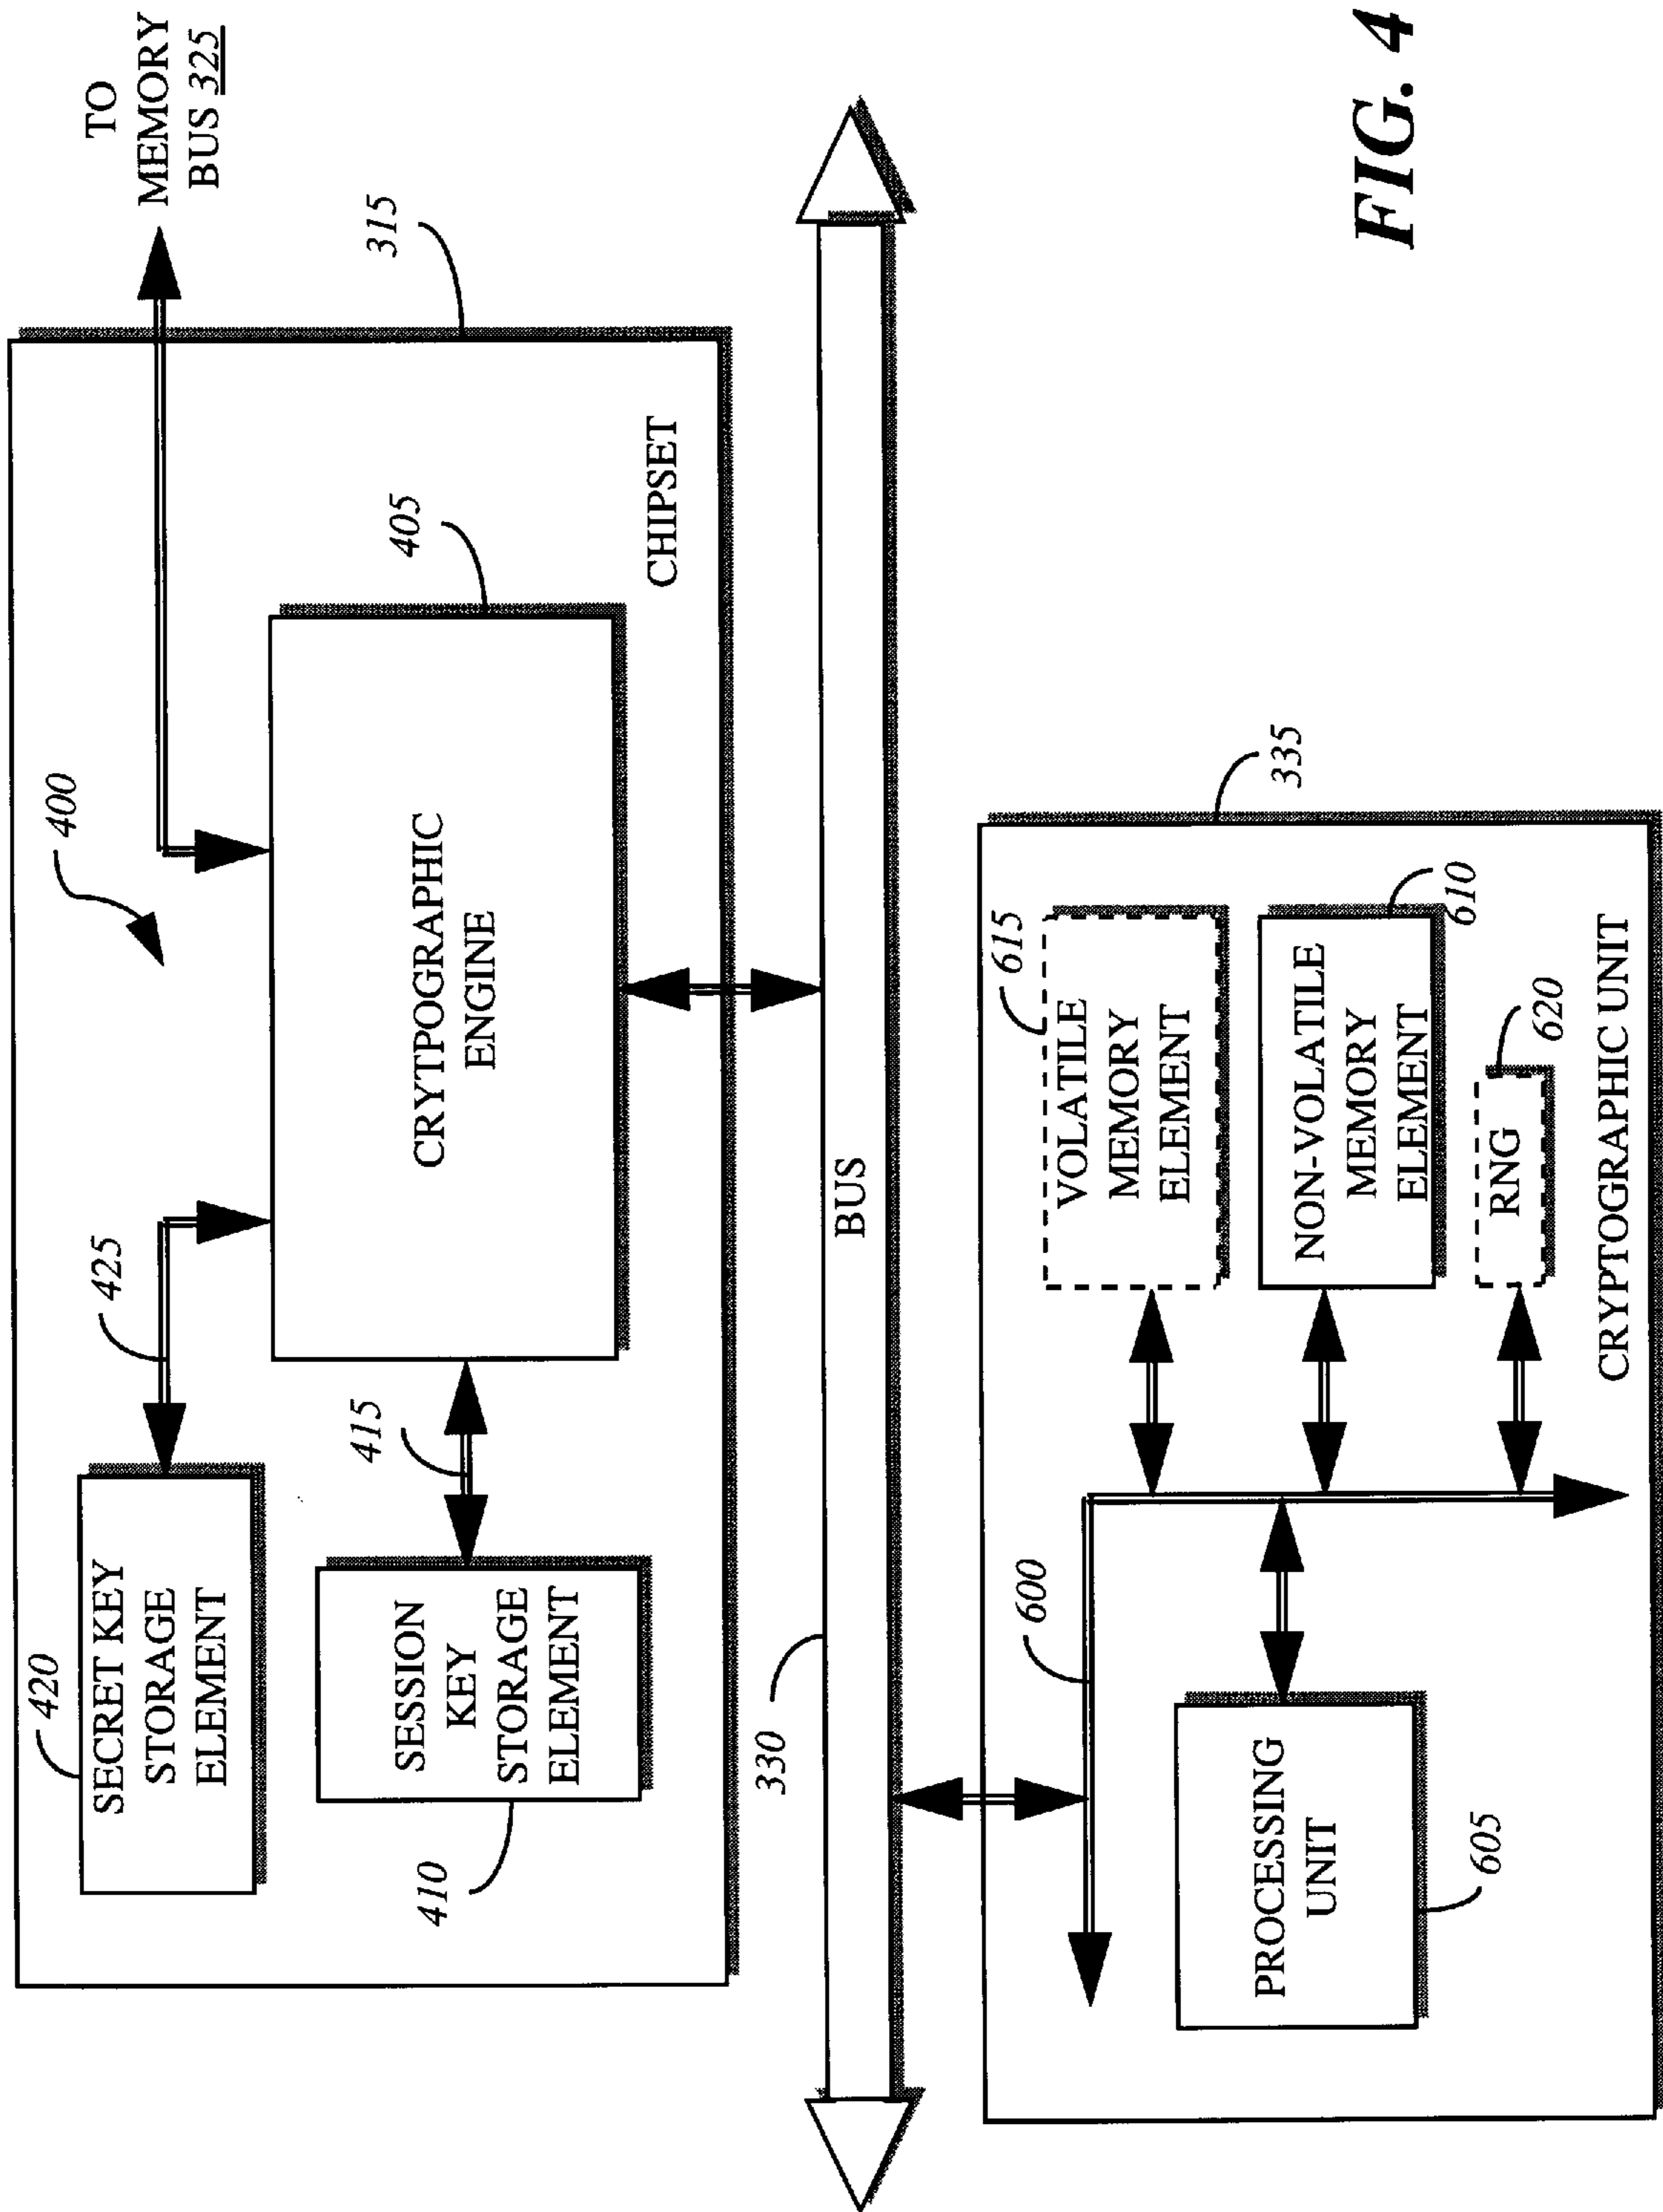 TO
MEMORY
BUS 325
315
400
425
420
SECRET KEY
STORAGE
ELEMENT
CRYTPOGRAPHIC
ENGINE
405
415
SESSION
KEY
STORAGE
ELEMENT
410
CHIPSET
330
BUS
335
600
615
VOLATILE
MEMORY
ELEMENT
PROCESSING
UNIT
605
NON-VOLATILE
MEMORY
ELEMENT
610
RNG
620
CRYPTOGRAPHIC UNIT
FIG. 4